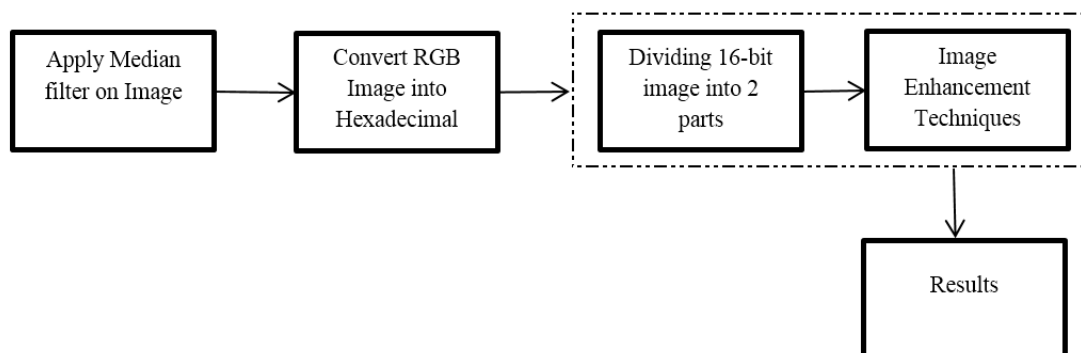 Apply Median
filter on Image
Convert RGB
Image into
Hexadecimal
Dividing 16-bit
image into 2
parts
Image
Enhancement
Techniques
Results